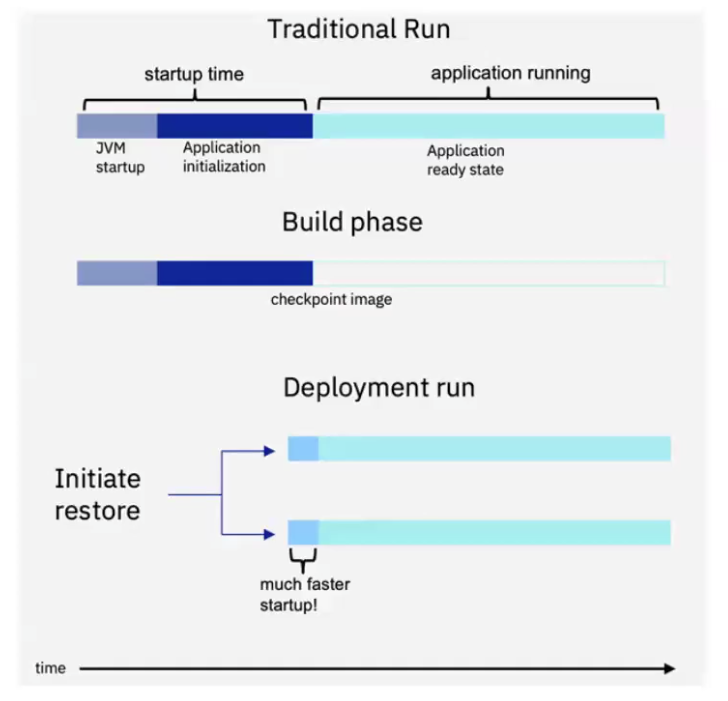 Traditional Run
startup time
application running
JVM
startup
Application
initialization
Application
ready state
Build phase
checkpoint image
Deployment run
Initiate
restore
much faster
startup!
time